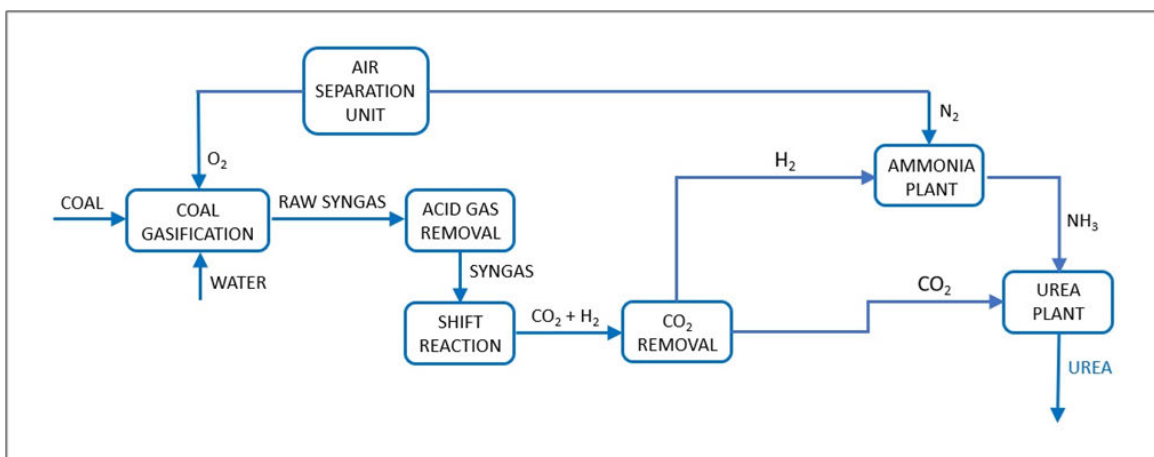 AIR
SEPARATION
UNIT
O₂
N₂
COAL
COAL
GASIFICATION
WATER
RAW SYNGAS
ACID GAS
REMOVAL
SYNGAS
SHIFT
REACTION
CO₂ + H₂
CO₂
REMOVAL
H₂
AMMONIA
PLANT
NH₃
CO₂
UREA
PLANT
UREA